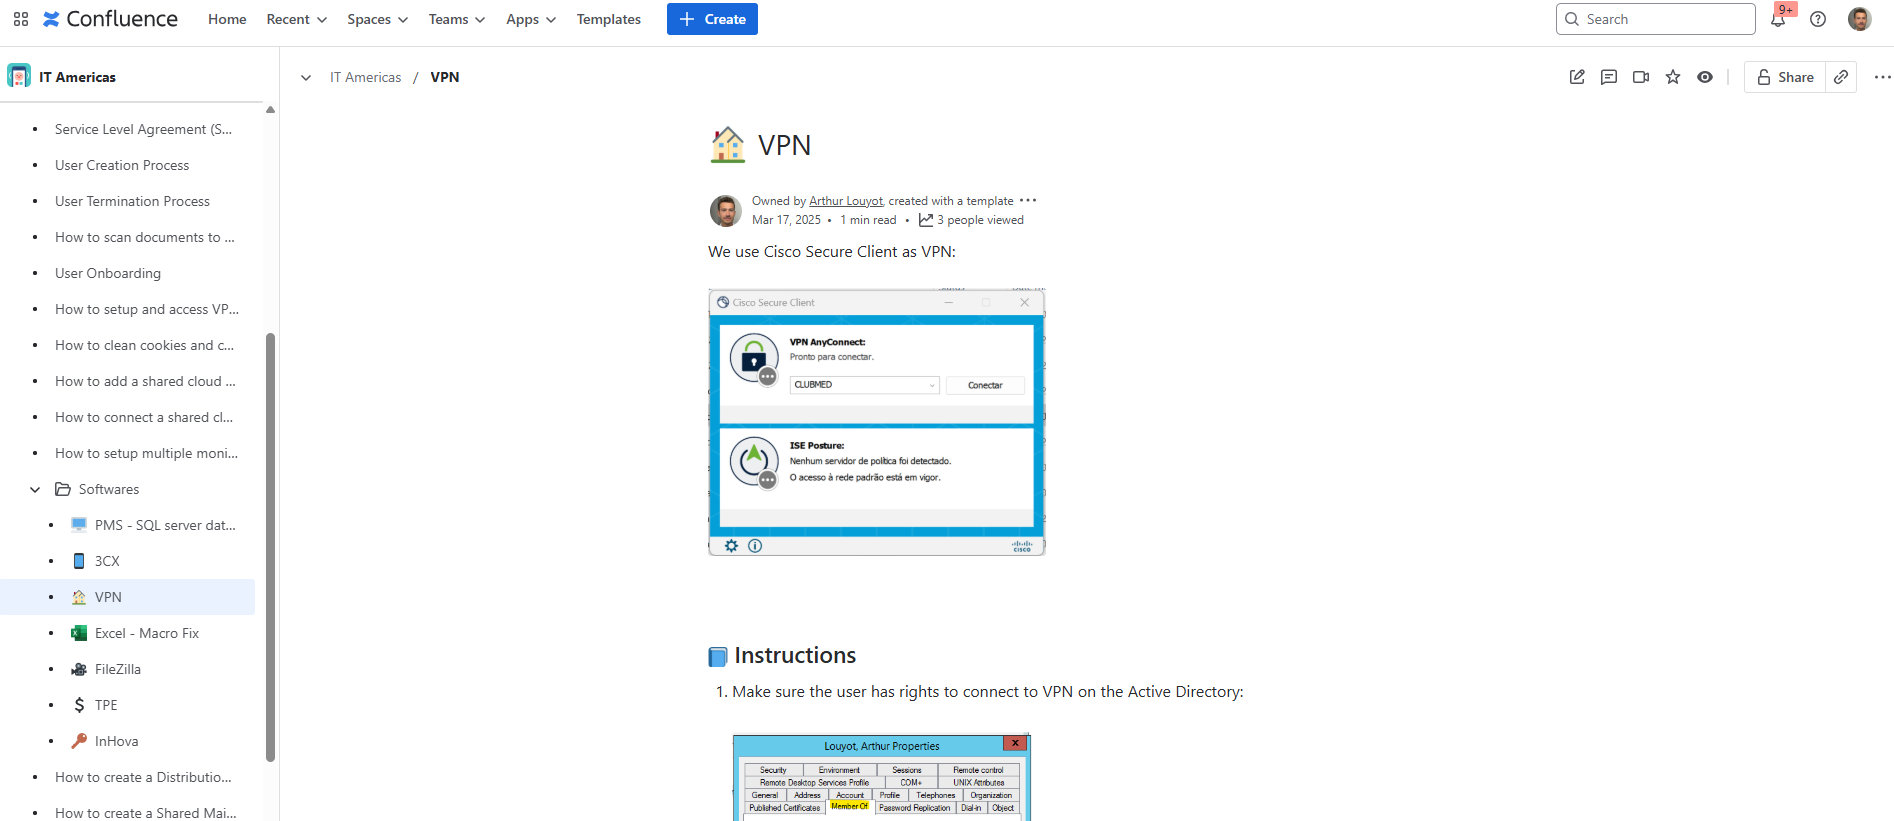 Confluence
Home
Recent
Spaces
Teams
Apps
Templates
Create
Search
9+
IT Americas
IT Americas / VPN
Share
Service Level Agreement (S...
User Creation Process
User Termination Process
How to scan documents to ...
User Onboarding
How to setup and access VP...
How to clean cookies and c...
How to add a shared cloud ...
How to connect a shared cl...
How to setup multiple moni...
Softwares
PMS - SQL server dat...
3CX
VPN
Excel - Macro Fix
FileZilla
TPE
InHova
How to create a Distributio...
How to create a Shared Mai...
VPN
Owned by Arthur Louyot, created with a template
Mar 17, 2025 • 1 min read • 3 people viewed
We use Cisco Secure Client as VPN:
Cisco Secure Client
VPN AnyConnect:
Pronto para conectar.
CLUBMED
Conectar
ISE Posture:
Nenhum servidor de política foi detectado.
O acesso à rede padrão está em vigor.
CISCO
Instructions
1. Make sure the user has rights to connect to VPN on the Active Directory:
Louyot, Arthur Properties
x
Security Environment Sessions Remote control
Remote Desktop Services Profile COM+ UNIX Attributes
General Address Account Profile Telephones Organization
Published Certificates Member Of Password Replication Dial-in Object